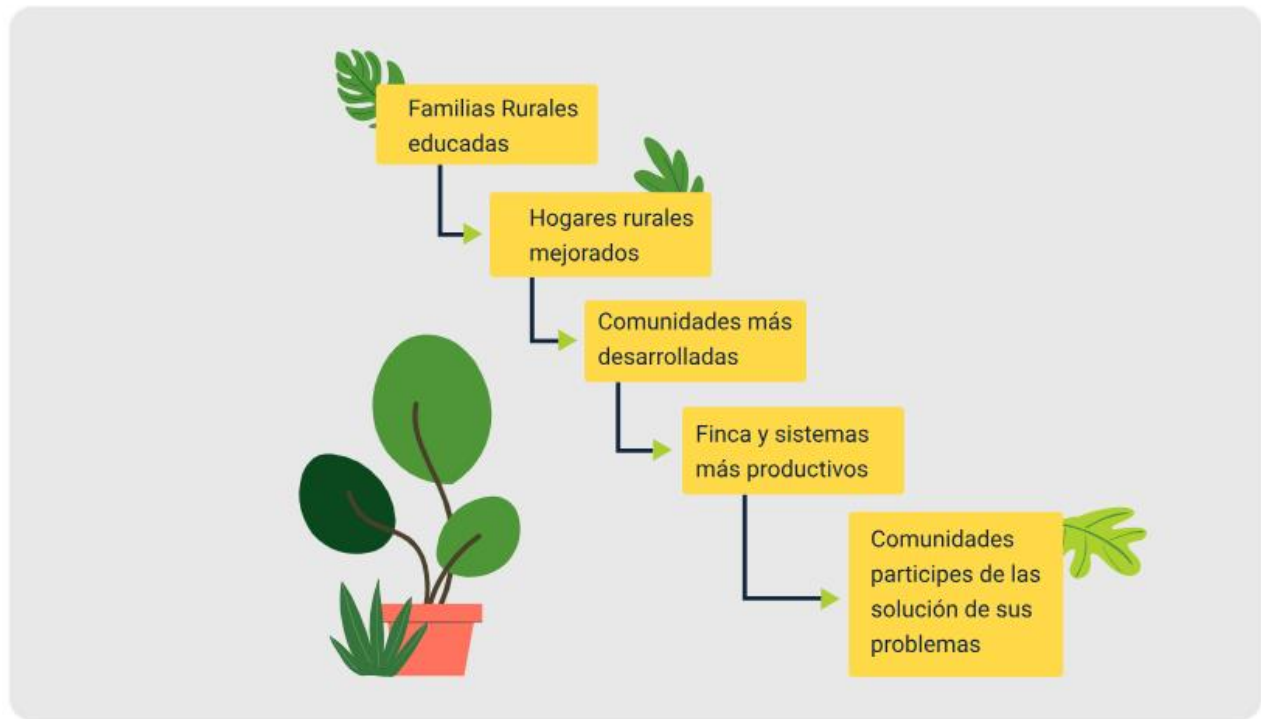 Familias Rurales
educadas
Hogares rurales
mejorados
Comunidades más
desarrolladas
Finca y sistemas
más productivos
Comunidades
participes de las
solución de sus
problemas